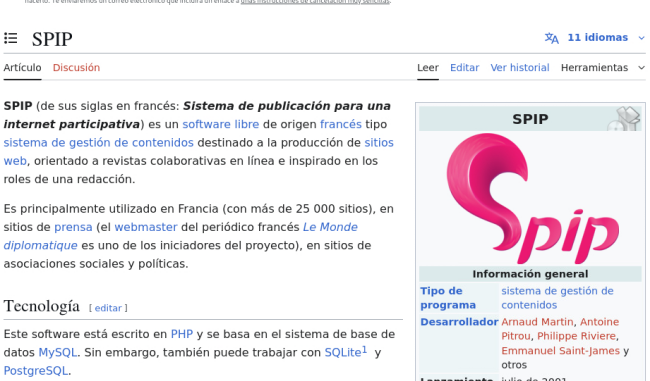 hacerlo. Te enviaremos un correo electrónico que incluirá un enlace a unas instrucciones de cancelación muy sencillas.
SPIP
11 idiomas
Artículo Discusión
Leer Editar Ver historial Herramientas
SPIP (de sus siglas en francés: Sistema de publicación para una
internet participativa) es un software libre de origen francés tipo
sistema de gestión de contenidos destinado a la producción de sitios
web, orientado a revistas colaborativas en línea e inspirado en los
roles de una redacción.
Es principalmente utilizado en Francia (con más de 25 000 sitios), en
sitios de prensa (el webmaster del periódico francés Le Monde
diplomatique es uno de los iniciadores del proyecto), en sitios de
asociaciones sociales y políticas.
Tecnología [ editar ]
Este software está escrito en PHP y se basa en el sistema de base de
datos MySQL. Sin embargo, también puede trabajar con SQLite1 y
PostgreSQL.
SPIP
Spip
Información general
Tipo de programa
sistema de gestión de
contenidos
Desarrollador Arnaud Martin, Antoine
Pitrou, Philippe Riviere,
Emmanuel Saint-James y
otros
Lanzamiento julio de 2001